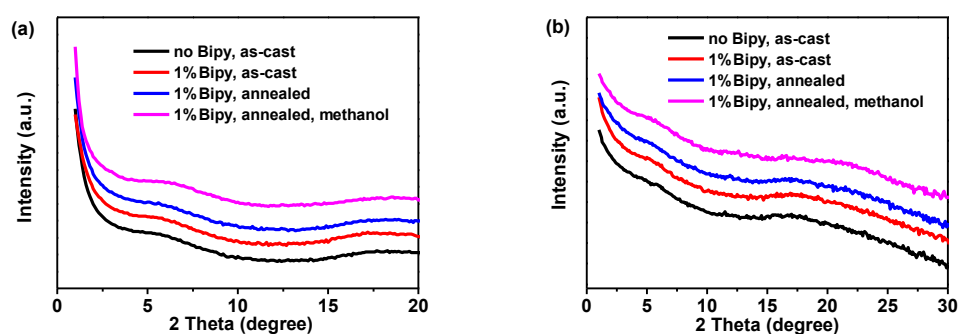 (a)
no Bipy, as-cast
1%Bipy, as-cast
1%Bipy, annealed
1%Bipy, annealed, methanol
Intensity (a.u.)
0 5 10 15 20
2 Theta (degree)
(b)
no Bipy, as-cast
1%Bipy, as-cast
1%Bipy, annealed
1%Bipy, annealed, methanol
Intensity (a.u.)
0 5 10 15 20 25 30
2 Theta (degree)